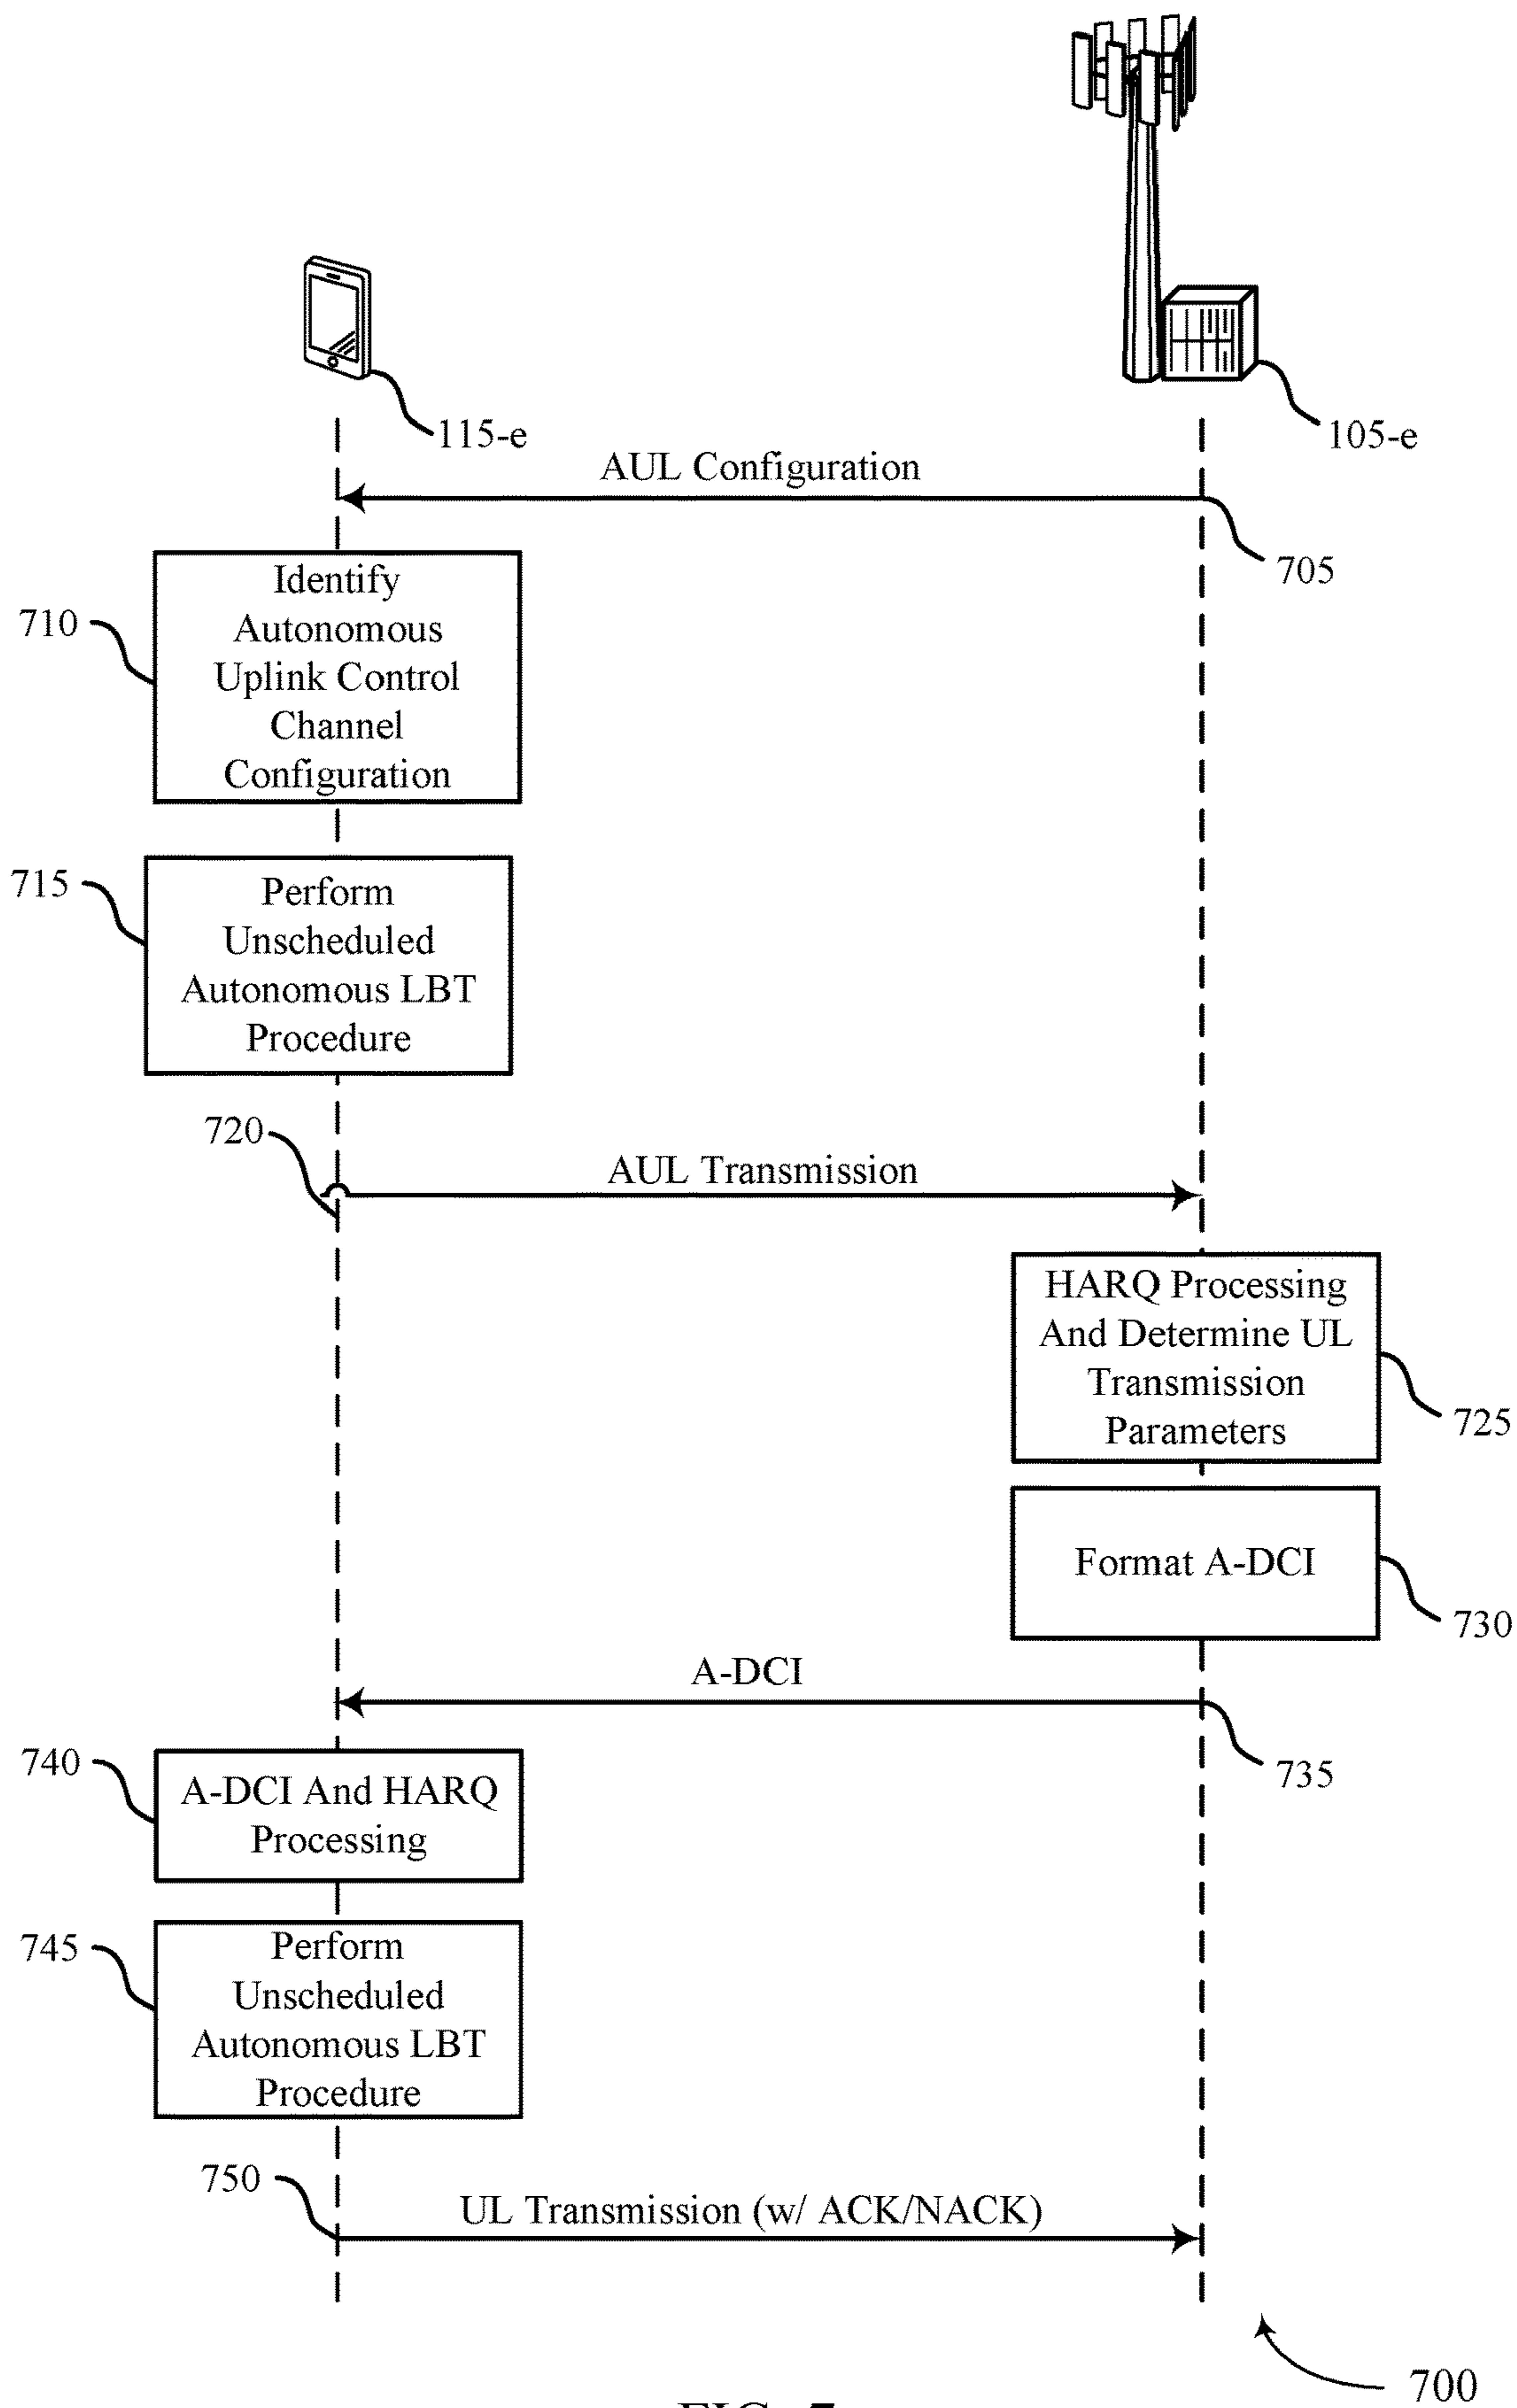 115-e
105-e
AUL Configuration
705
710
Identify
Autonomous
Uplink Control
Channel
Configuration
715
Perform
Unscheduled
Autonomous LBT
Procedure
720
AUL Transmission
HARQ Processing
And Determine UL
Transmission
Parameters
725
Format A-DCI
730
A-DCI
735
740
A-DCI And HARQ
Processing
745
Perform
Unscheduled
Autonomous LBT
Procedure
750
UL Transmission (w/ ACK/NACK)
700